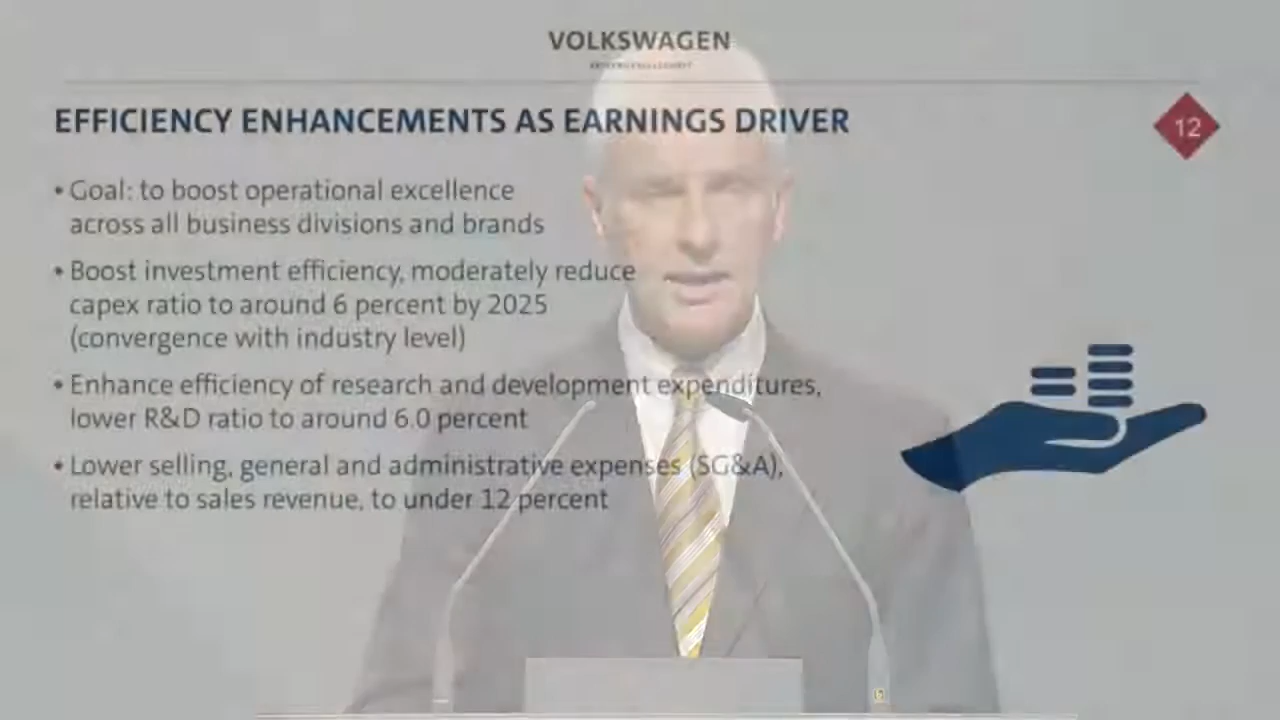 VOLKSWAGEN
EFFICIENCY ENHANCEMENTS AS EARNINGS DRIVER
12
• Goal: to boost operational excellence
across all business divisions and brands
• Boost investment efficiency, moderately reduce
capex ratio to around 6 percent by 2025
(convergence with industry level)
• Enhance efficiency of research and development expenditures,
lower R&D ratio to around 6.0 percent
• Lower selling, general and administrative expenses (SG&A),
relative to sales revenue, to under 12 percent